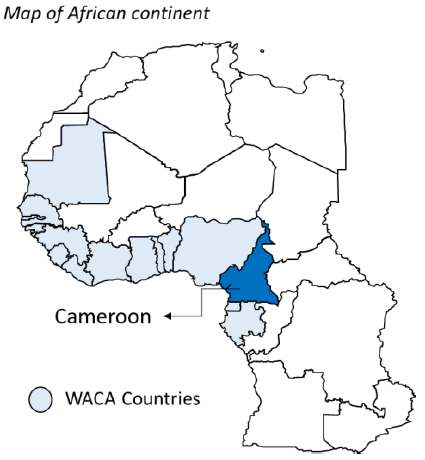 Map of African continent
Cameroon
WACA Countries